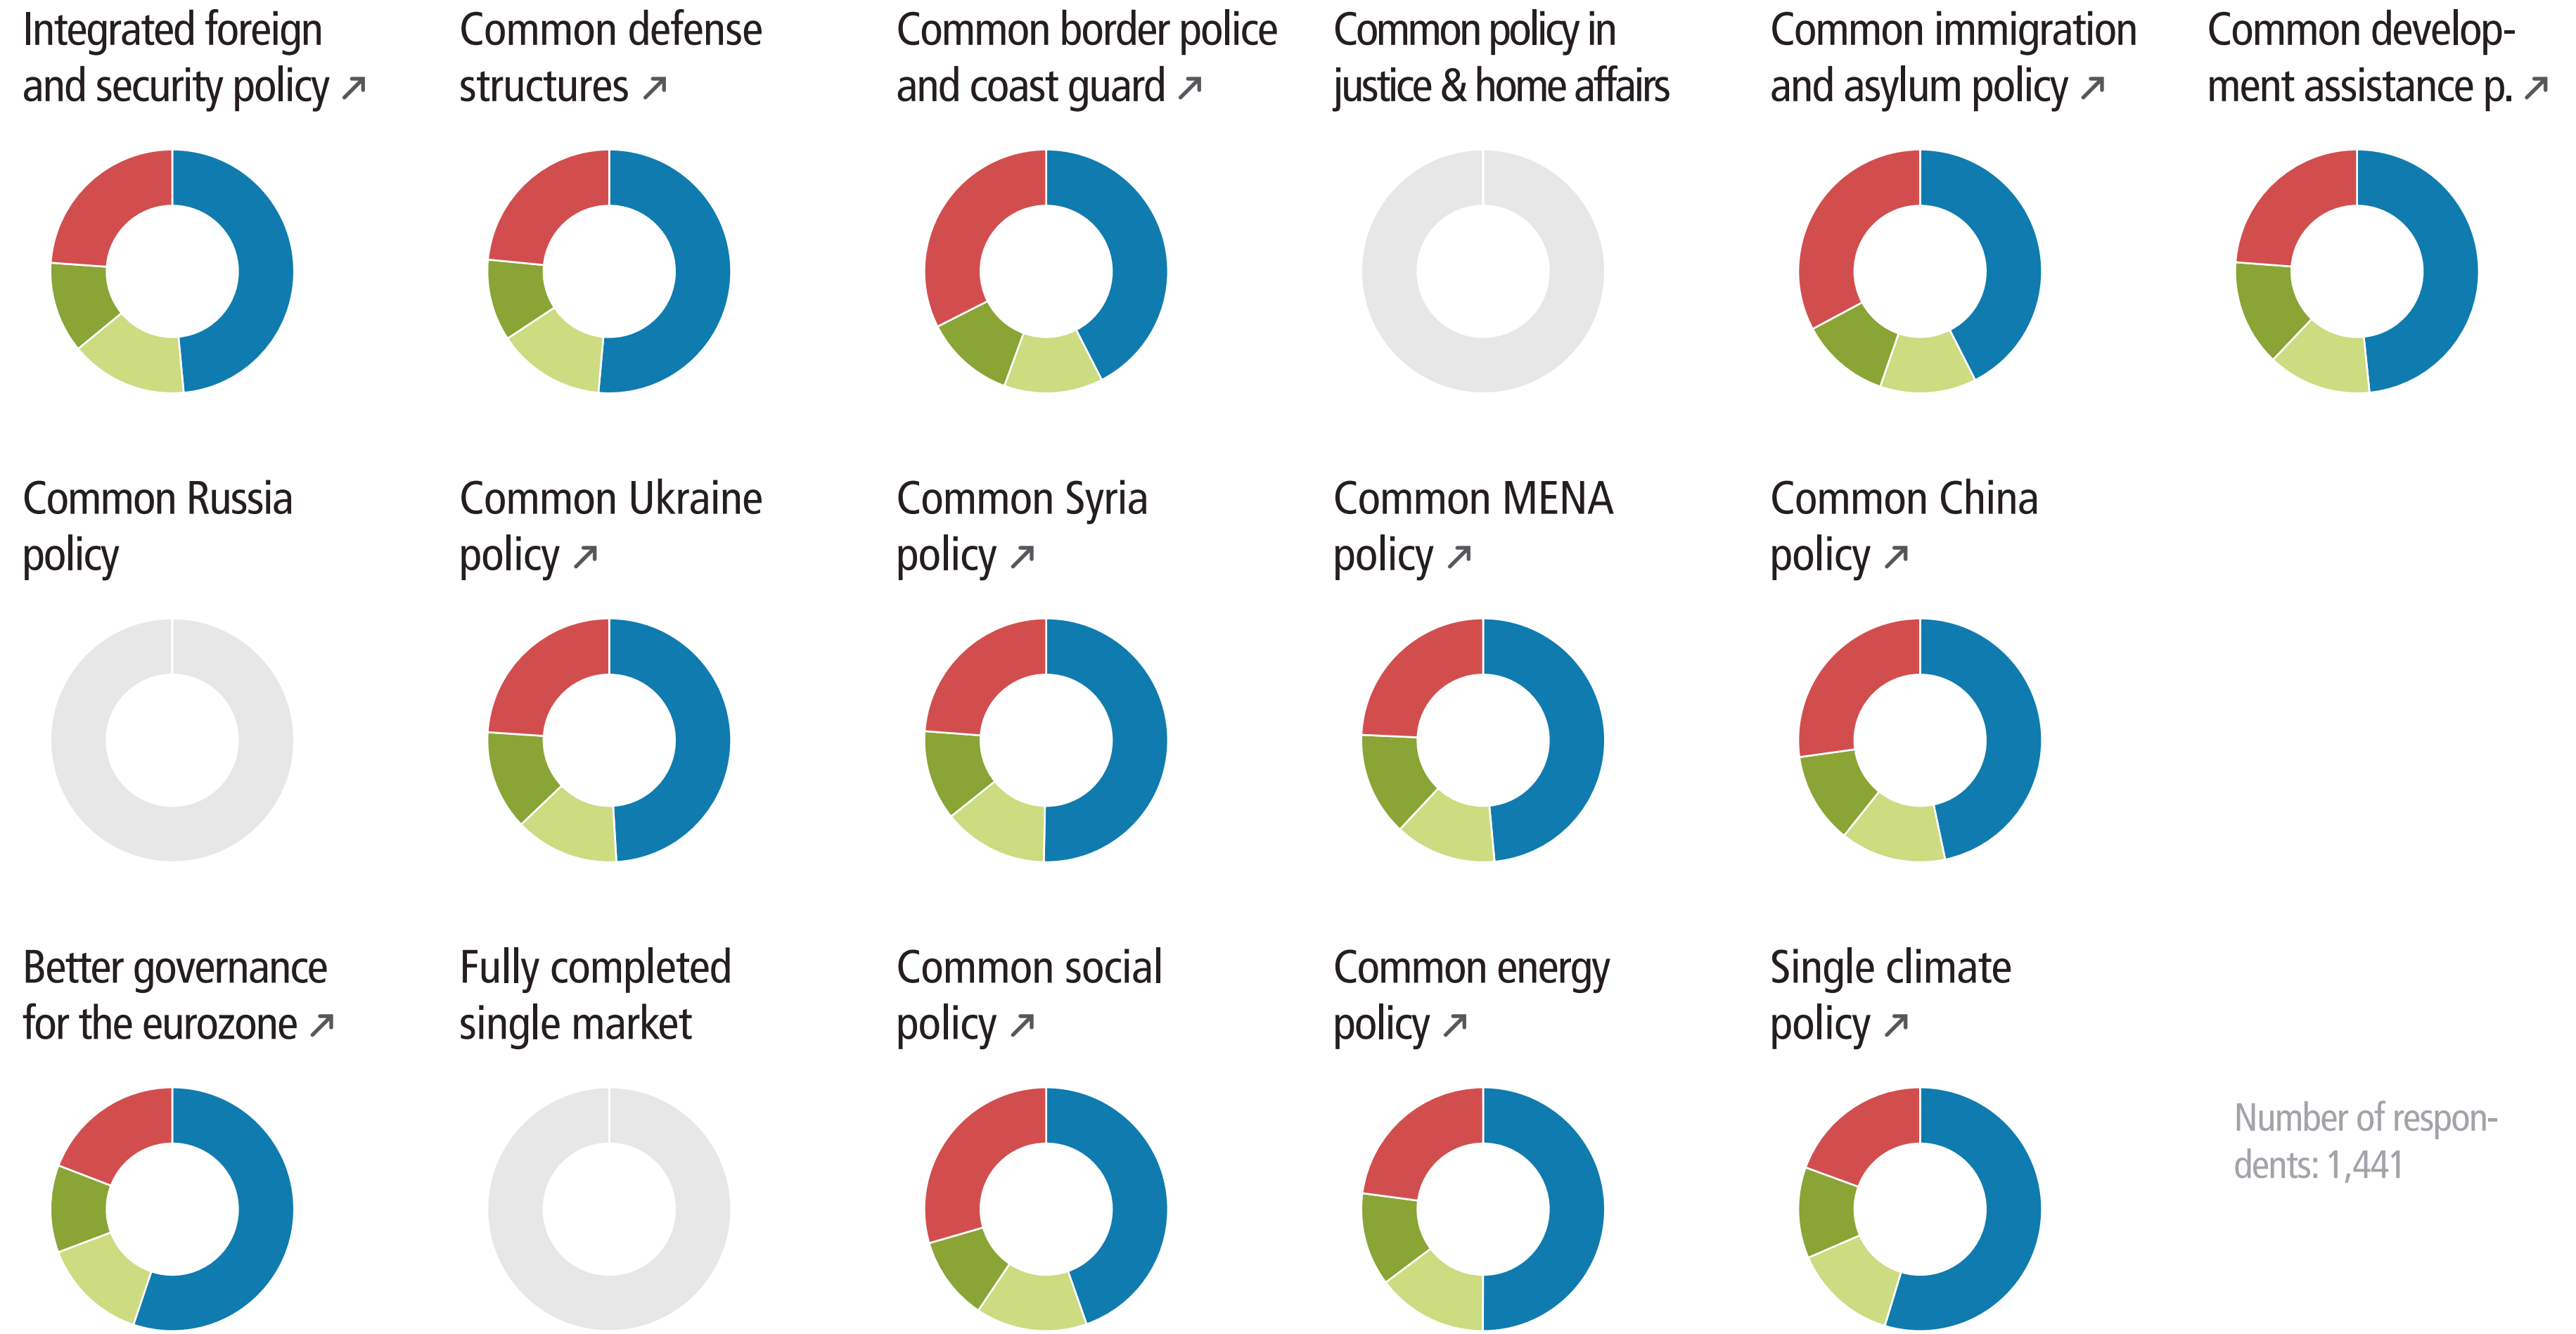 Integrated foreign
and security policy ↗
Common defense
structures ↗
Common border police
and coast guard ↗
Common policy in
justice & home affairs
Common immigration
and asylum policy ↗
Common develop-
ment assistance p. ↗
Common Russia
policy
Common Ukraine
policy ↗
Common Syria
policy ↗
Common MENA
policy ↗
Common China
policy ↗
Better governance
for the eurozone ↗
Fully completed
single market
Common social
policy ↗
Common energy
policy ↗
Single climate
policy ↗
Number of respon-
dents: 1,441